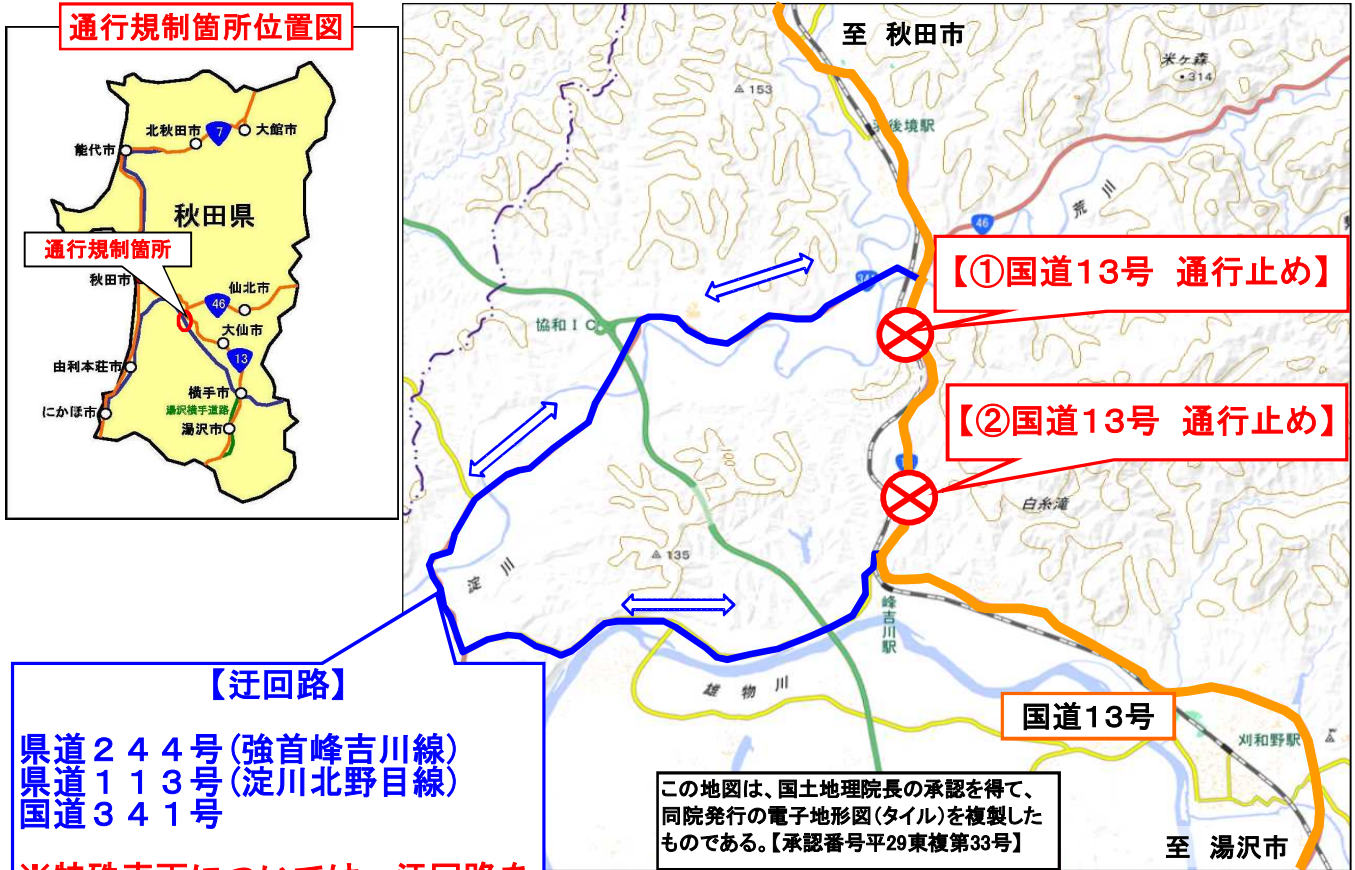 通行規制箇所位置図
北秋田市
7
大館市
能代市
秋田県
通行規制箇所
秋田市
46
仙北市
大仙市
13
由利本荘市
横手市
にかほ市
湯沢横手道路
湯沢市
至 秋田市
米ヶ森
・314
153
後境駅
荒川
46
【①国道13号 通行止め】
協和IC
【②国道13号 通行止め】
100
白糸滝
135
淀川
峰吉川駅
雄物川
国道13号
刈和野駅
至 湯沢市
【迂回路】
県道244号(強首峰吉川線)
県道113号(淀川北野目線)
国道341号
この地図は、国土地理院長の承認を得て、
同院発行の電子地形図(タイル)を複製した
ものである。【承認番号平29東複第33号】